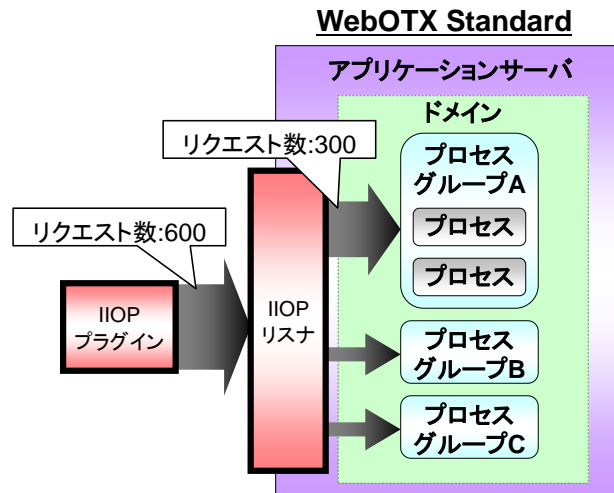 WebOTX Standard
アプリケーションサーバ
ドメイン
リクエスト数:300
プロセス
グループA
プロセス
プロセス
リクエスト数:600
IIOP
プラグイン
IIOP
リスナ
プロセス
グループB
プロセス
グループC